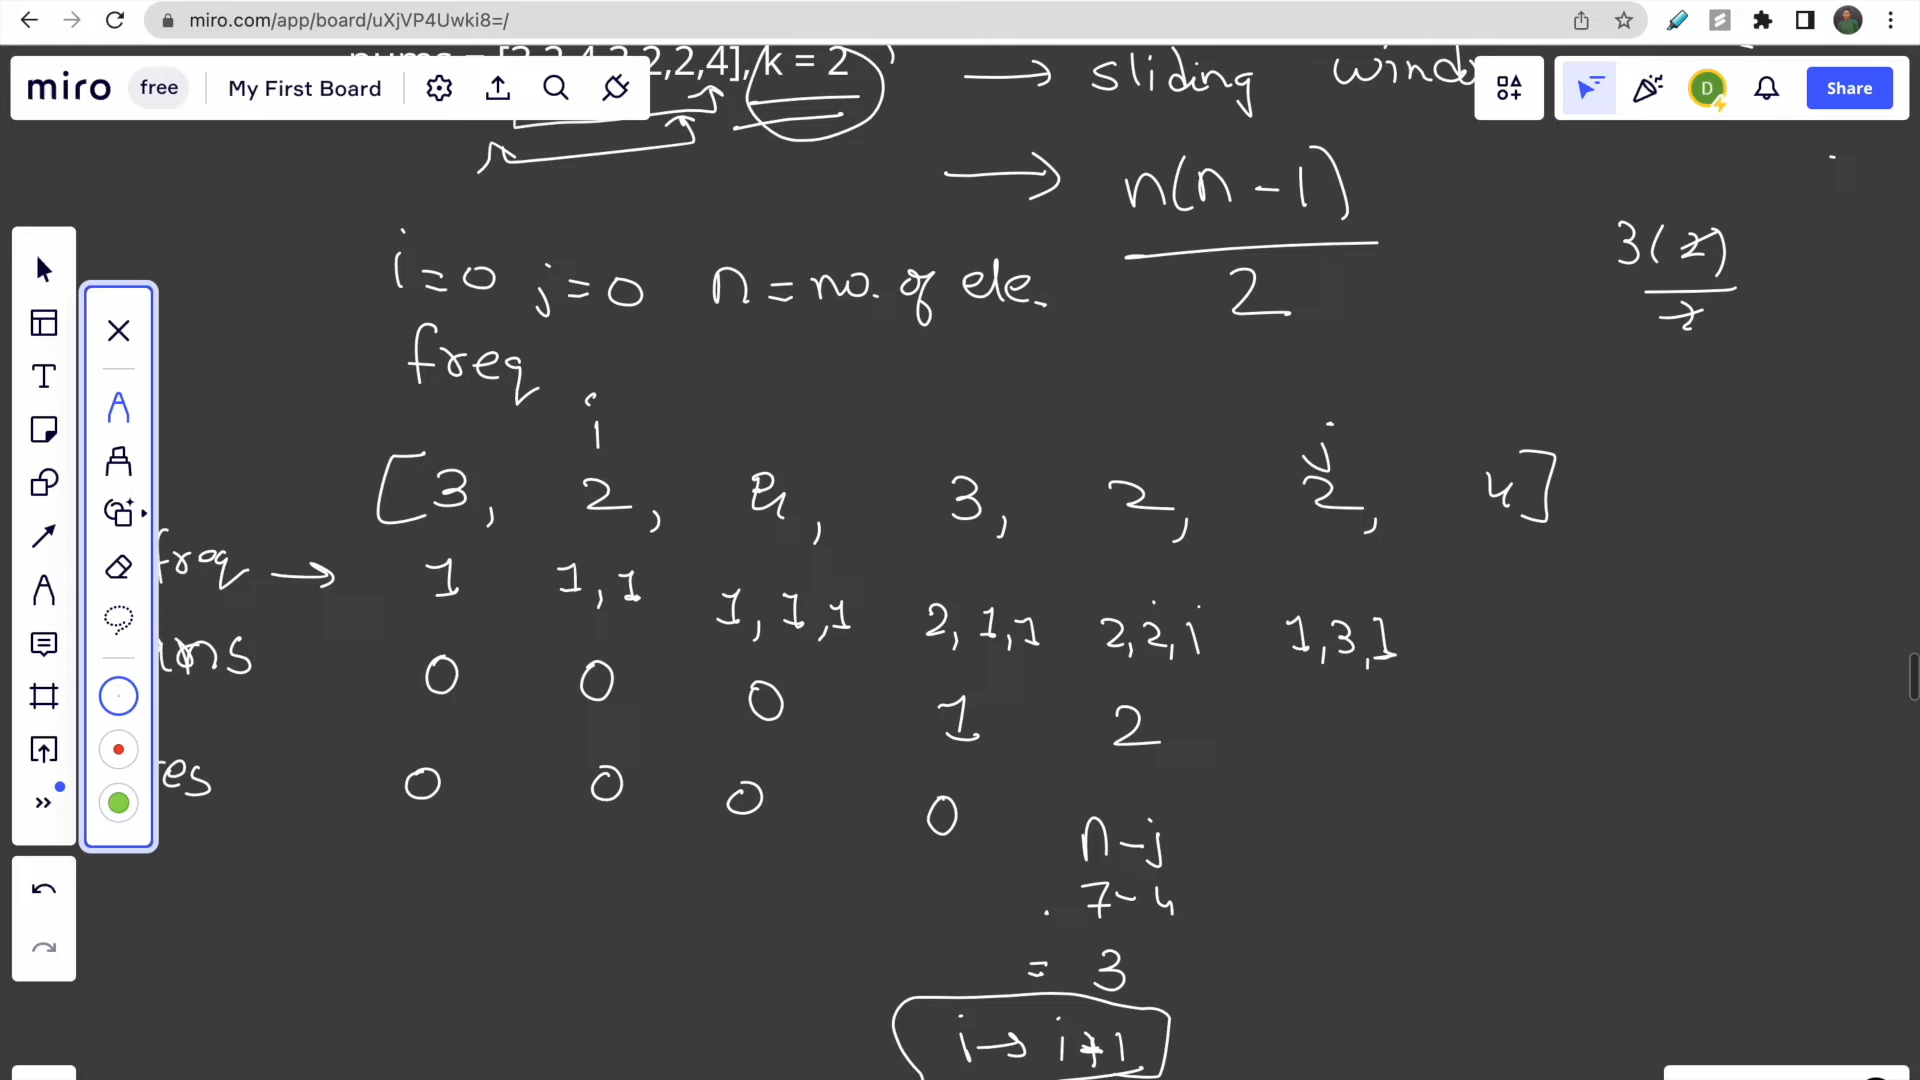 miro.com/app/board/uXjVP4Uwki8=/
2,2,4], k = 2
→ sliding
miro free My First Board
Share
D
→ n(n-1)
2
3(2)
2
i=0 j=0 n=no. of ele.
freq
i
j
[3, 2, 4, 3, 2, 2, 4]
freq → 1 1,1 1,1,1 2,1,1 2,2,1 1,3,1
ans 0 0 0 1 2
es 0 0 0 0
n-j
7-4
= 3
i→ i+1